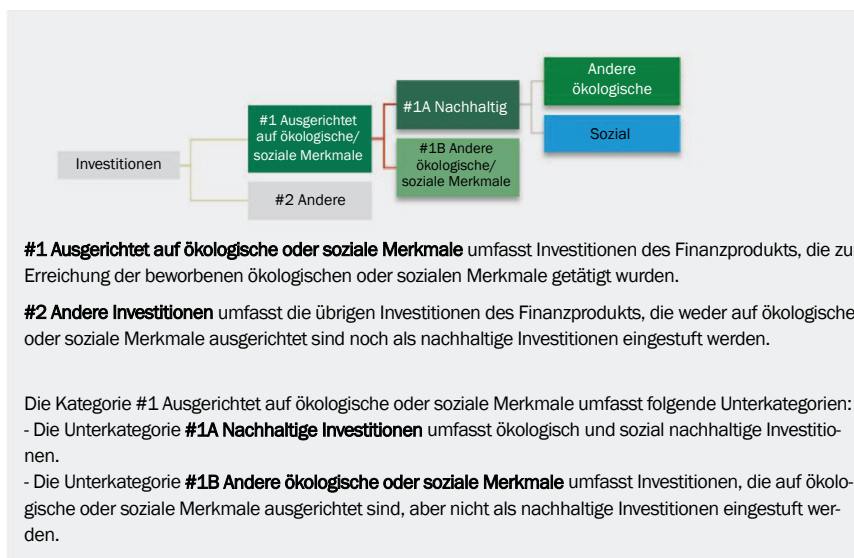 Andere
ökologische
#1A Nachhaltig
#1 Ausgerichtet
auf ökologische/
soziale Merkmale
Sozial
#1B Andere
ökologische/
soziale Merkmale
Investitionen
#2 Andere
#1 Ausgerichtet auf ökologische oder soziale Merkmale umfasst Investitionen des Finanzprodukts, die zu
Erreichung der beworbenen ökologischen oder sozialen Merkmale getätigt wurden.
#2 Andere Investitionen umfasst die übrigen Investitionen des Finanzprodukts, die weder auf ökologische
oder soziale Merkmale ausgerichtet sind noch als nachhaltige Investitionen eingestuft werden.
Die Kategorie #1 Ausgerichtet auf ökologische oder soziale Merkmale umfasst folgende Unterkategorien:
- Die Unterkategorie #1A Nachhaltige Investitionen umfasst ökologisch und sozial nachhaltige Investitio-
nen.
- Die Unterkategorie #1B Andere ökologische oder soziale Merkmale umfasst Investitionen, die auf ökolo-
gische oder soziale Merkmale ausgerichtet sind, aber nicht als nachhaltige Investitionen eingestuft wer-
den.